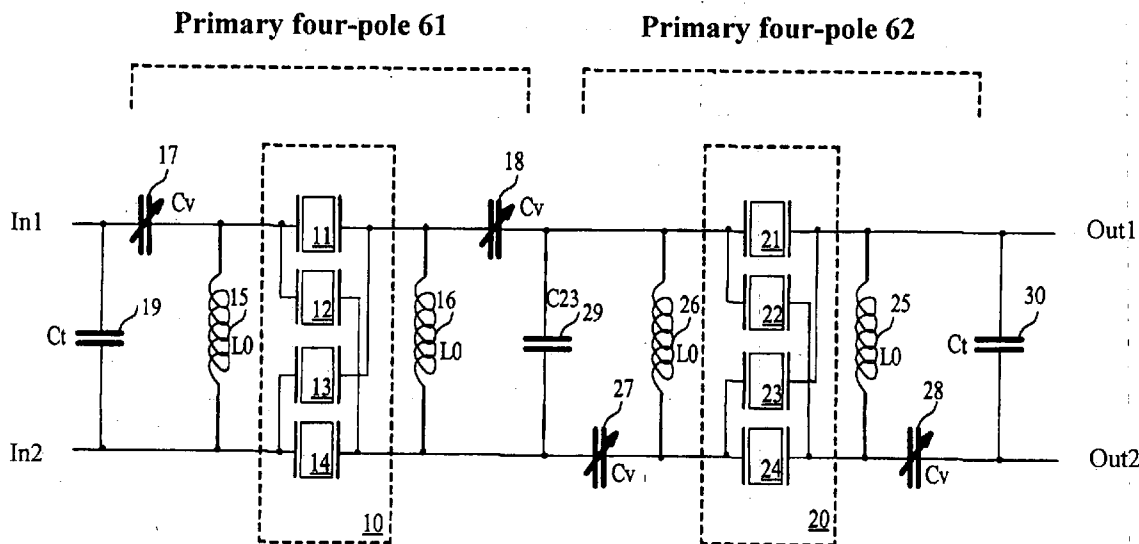 Primary four-pole 61
Primary four-pole 62
17
18
Cv
Cv
In1
11
21
Out1
12
22
15
16
C23
26
25
19
29
30
Ct
L0
L0
L0
L0
Ct
13
23
27
28
In2
14
24
Out2
Cv
Cv
10
20